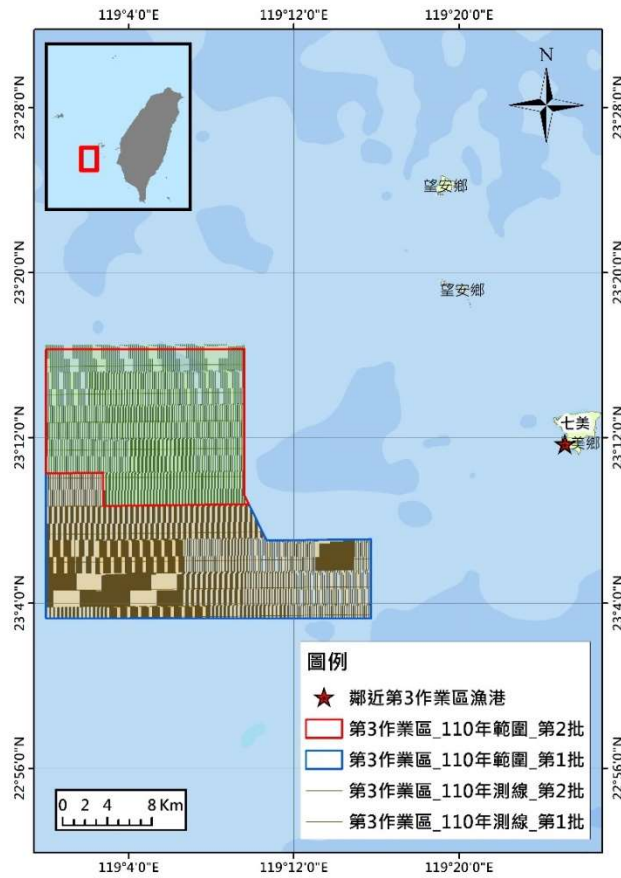 119°4'0"E
119°12'0"E
119°20'0"E
N
23°28'0"N
23°28'0"N
望安鄉
23°20'0"N
23°20'0"N
望安鄉
七美
23°12'0"N
美鄉
23°12'0"N
23°4'0"N
23°4'0"N
圖例
鄰近第3作業區漁港
第3作業區_110年範圍_第2批
第3作業區_110年範圍_第1批
22°56'0"N
22°56'0"N
第3作業區_110年測線_第2批
0 2 4 8 Km
第3作業區_110年測線_第1批
119°4'0"E
119°12'0"E
119°20'0"E